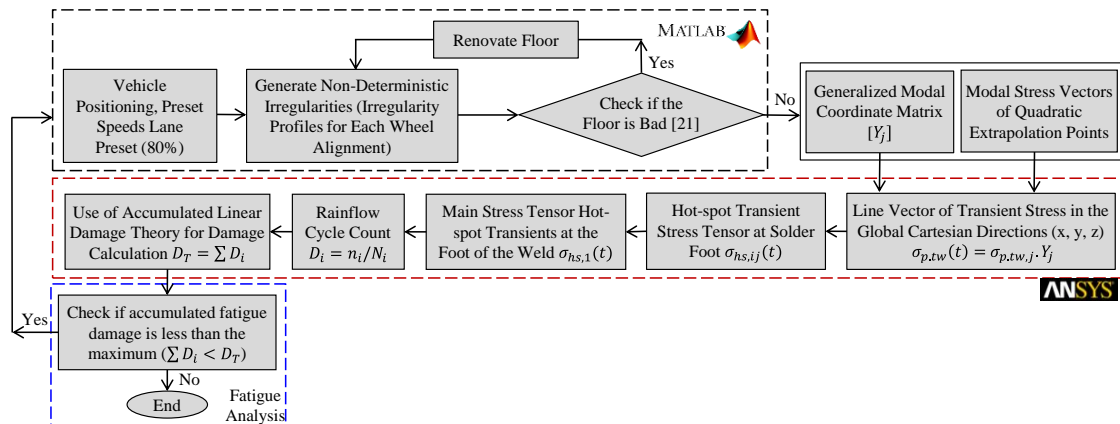 Renovate Floor
MATLAB
Yes
Vehicle
Positioning, Preset
Speeds Lane
Preset (80%)
Generate Non-Deterministic
Irregularities (Irregularity
Profiles for Each Wheel
Alignment)
Check if the
Floor is Bad [21]
No
Generalized Modal
Coordinate Matrix
[𝑌𝑗]
Modal Stress Vectors
of Quadratic
Extrapolation Points
Line Vector of Transient Stress in the
Global Cartesian Directions (x, y, z)
𝜎𝑝.𝑡𝑤(𝑡) = 𝜎𝑝.𝑡𝑤,𝑗.𝑌𝑗
Hot-spot Transient
Stress Tensor at Solder
Foot 𝜎ℎ𝑠,𝑖𝑗(𝑡)
Main Stress Tensor Hot-
spot Transients at the
Foot of the Weld 𝜎ℎ𝑠,1(𝑡)
Rainflow
Cycle Count
𝐷𝑖 = 𝑛𝑖/𝑁𝑖
Use of Accumulated Linear
Damage Theory for Damage
Calculation 𝐷𝑇 = ∑ 𝐷𝑖
ANSYS
Yes
Check if accumulated fatigue
damage is less than the
maximum (∑ 𝐷𝑖 < 𝐷𝑇)
No
End
Fatigue
Analysis